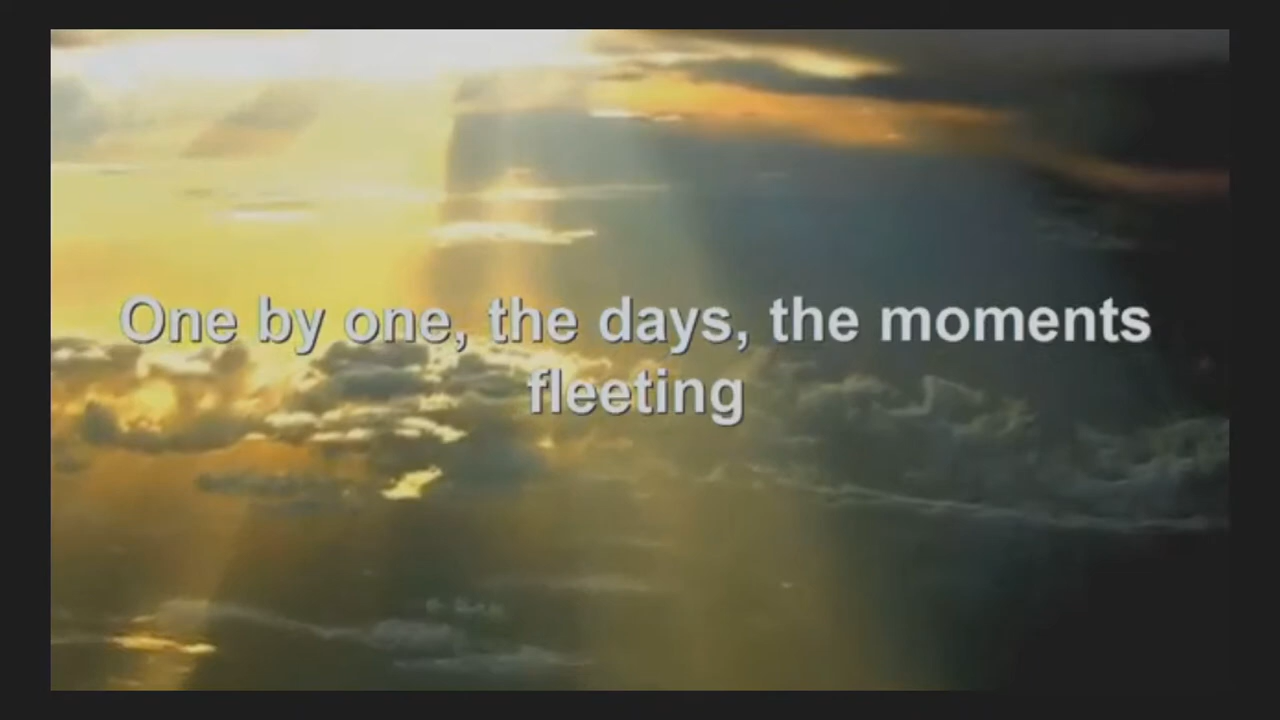 One by one, the days, the moments
fleeting